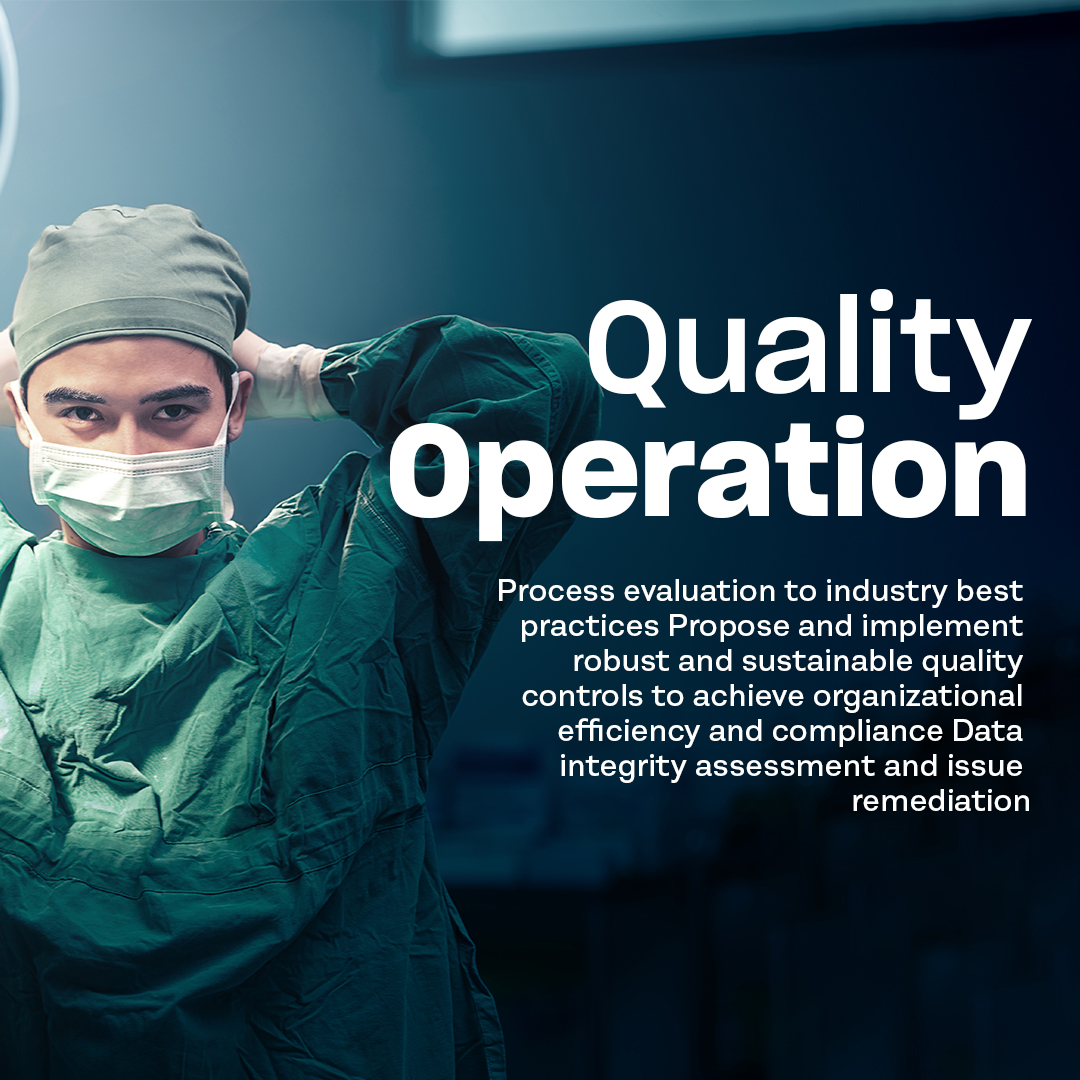 Quality
Operation
Process evaluation to industry best
practices Propose and implement
robust and sustainable quality
controls to achieve organizational
efficiency and compliance Data
integrity assessment and issue
remediation